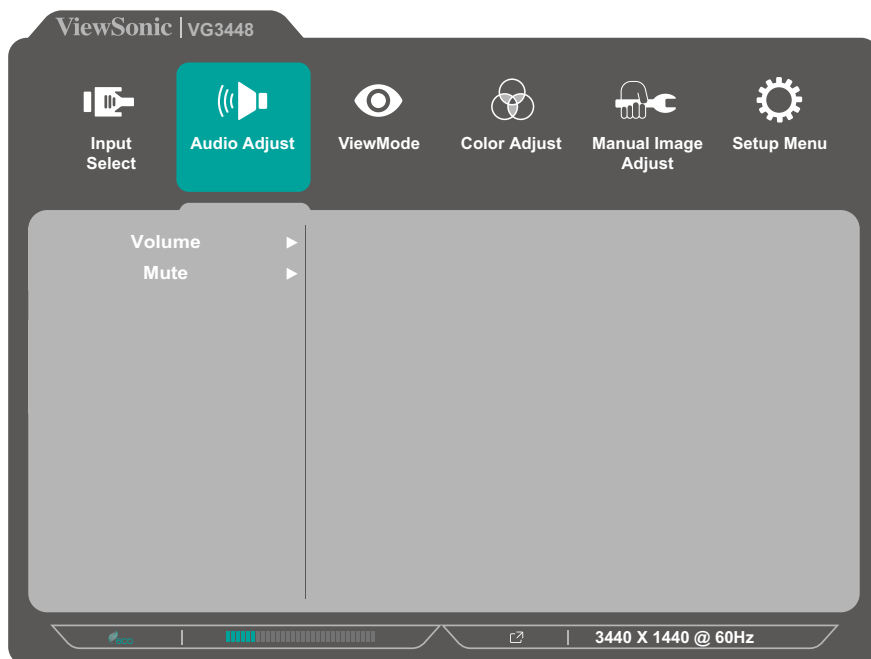 ViewSonic | VG3448
Input Select
Audio Adjust
ViewMode
Color Adjust
Manual Image Adjust
Setup Menu
Volume
Mute
eco
3440 X 1440 @ 60Hz